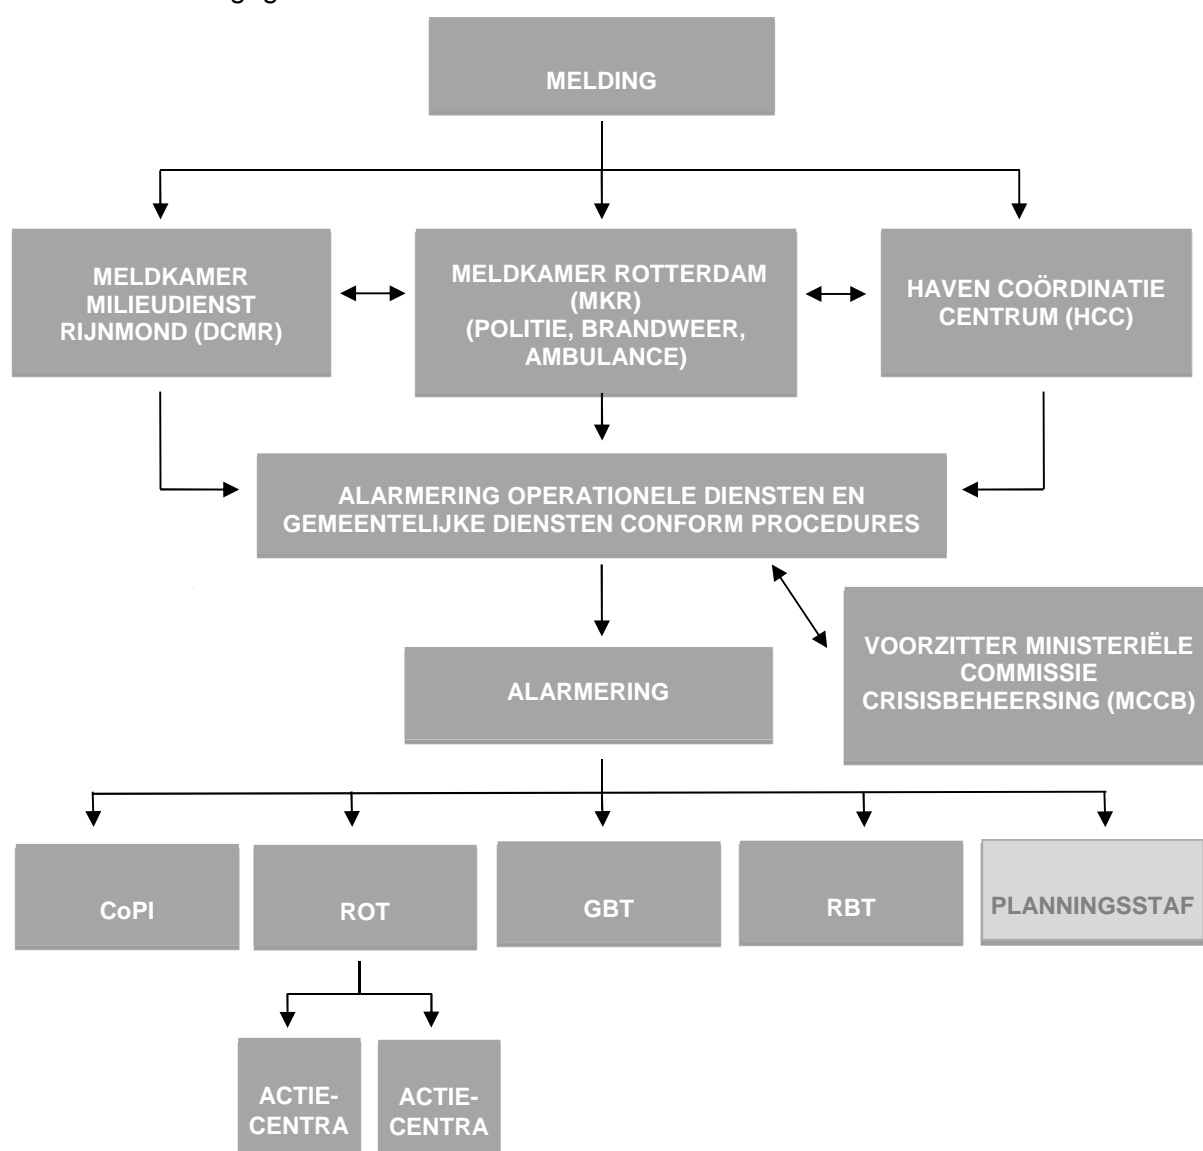 MELDING
MELDKAMER
MILIEUDIENST
RIJNMOND (DCMR)
MELDKAMER ROTTERDAM
(MKR)
(POLITIE, BRANDWEER,
AMBULANCE)
HAVEN COÖRDINATIE
CENTRUM (HCC)
ALARMERING OPERATIONELE DIENSTEN EN
GEMEENTELIJKE DIENSTEN CONFORM PROCEDURES
VOORZITTER MINISTERIËLE
COMMISSIE
CRISISBEHEERSING (MCCB)
ALARMERING
CoPI
ROT
GBT
RBT
PLANNINGSSTAF
ACTIE-
CENTRA
ACTIE-
CENTRA